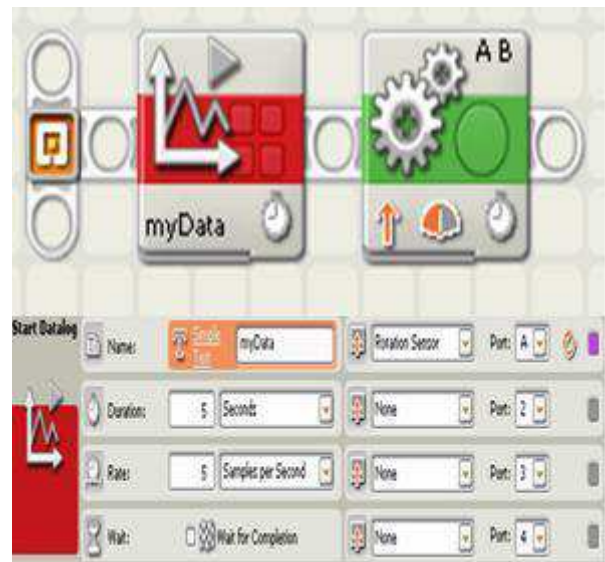 A B
myData
Start Datalog
Name: Simple Text myData Rotation Sensor Port: A
Duration: 5 Seconds None Port: 2
Rate: 5 Samples per Second None Port: 3
Wait: Wait for Completion None Port: 4